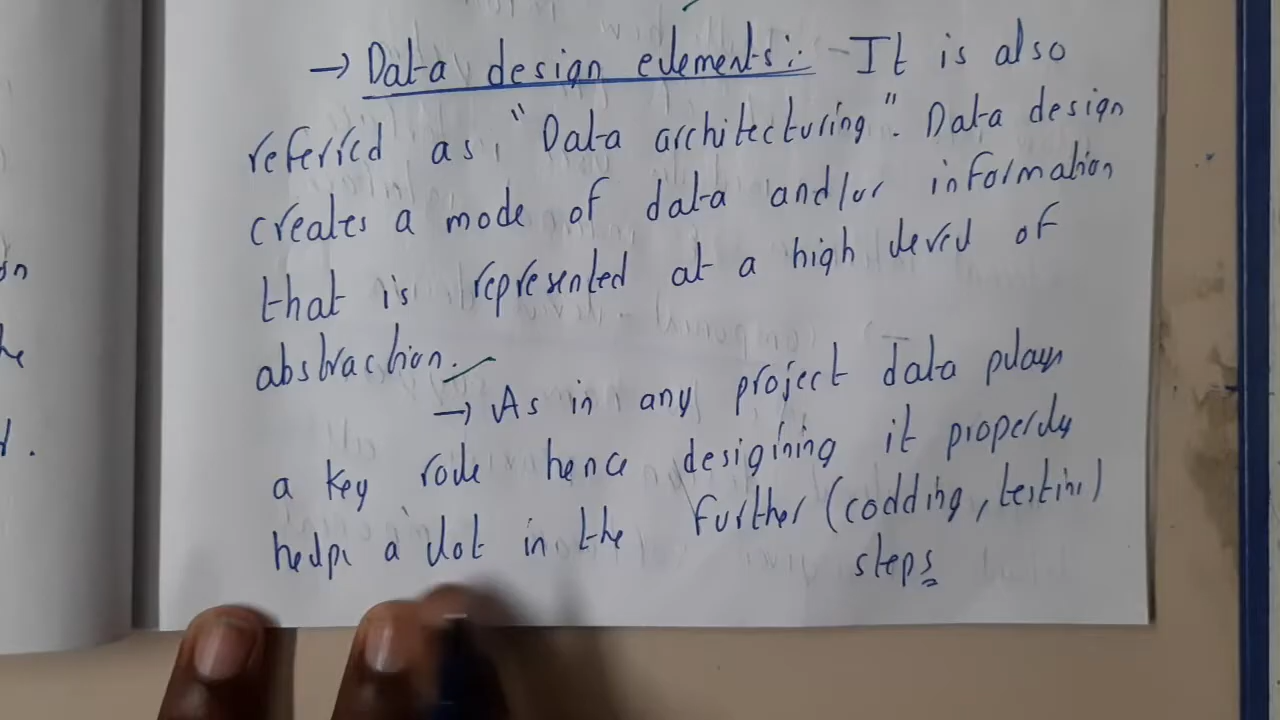 → Data design elements:- It is also
referred as "Data architecturing". Data design
creates a mode of data and/or information
that is represented at a high level of
abstraction.
→ As in any project data plays
a key role hence desigining it properly
helps a lot in the further (codding, testing)
steps